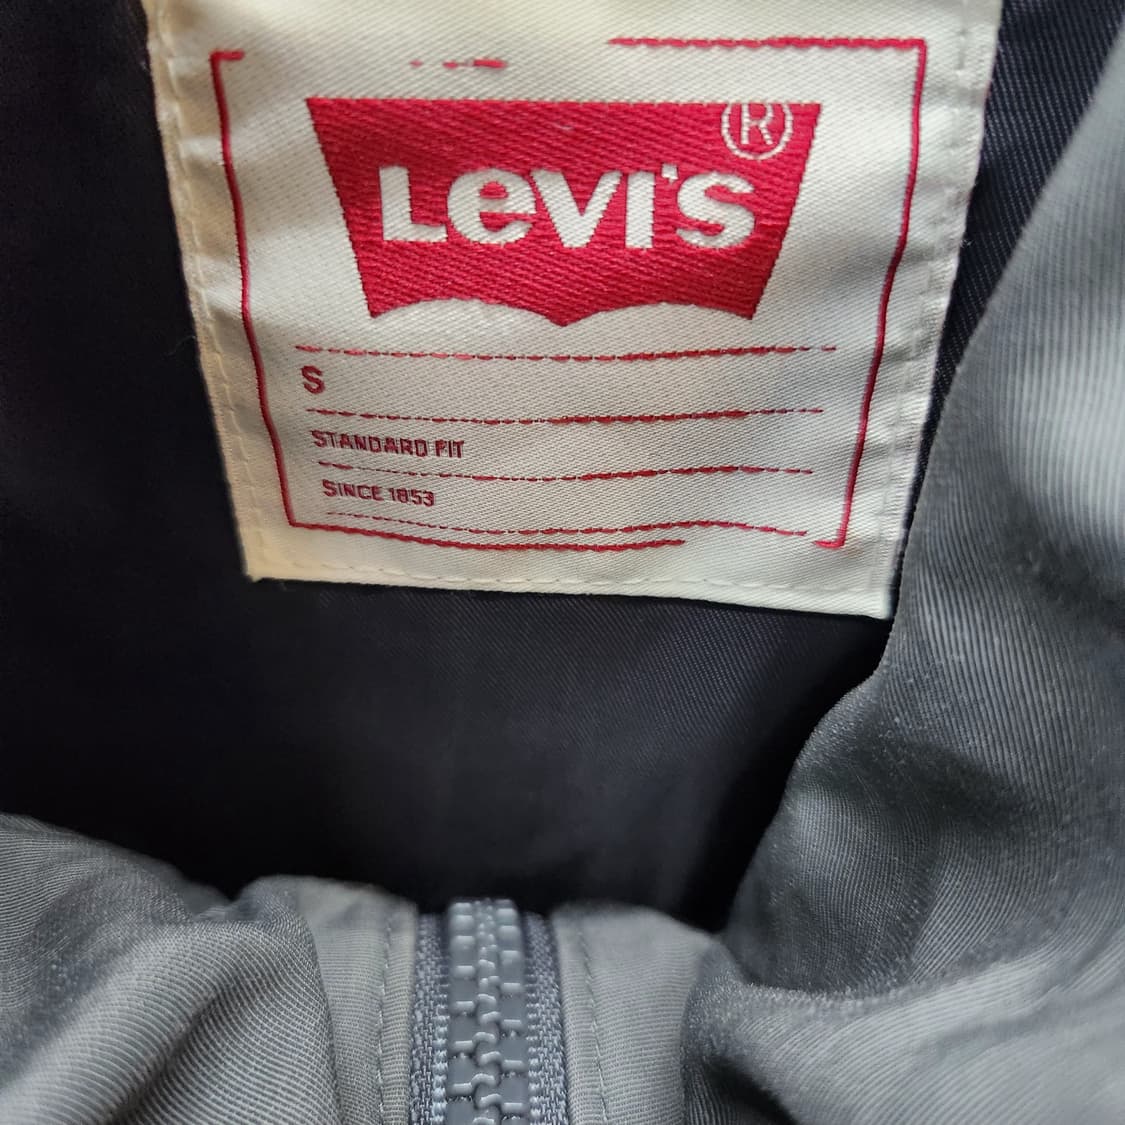 Levi's ®
S
STANDARD FIT
SINCE 1853